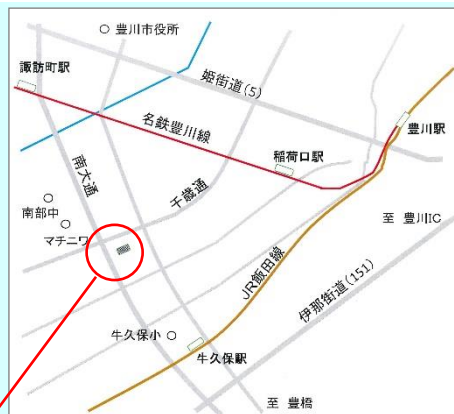 豊川市役所
諏訪町駅
姫街道(5)
名鉄豊川線
豊川駅
稲荷口駅
南大通
千歳通
南部中
至 豊川IC
マチニワ
JR飯田線
伊那街道(151)
牛久保小
牛久保駅
至 豊橋